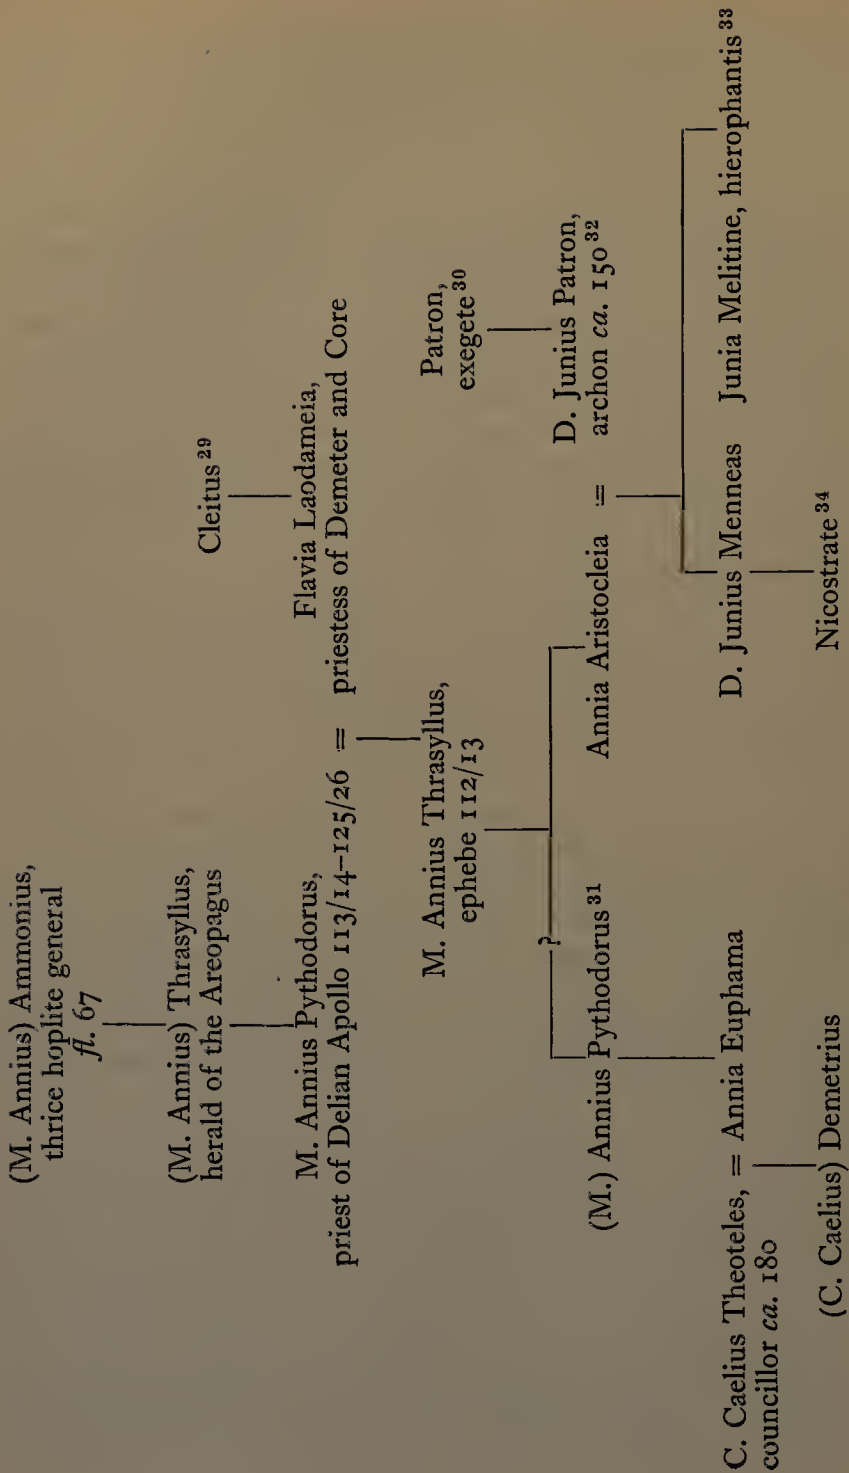 (M. Annius) Ammonius,
thrice hoplite general
fl. 67
(M. Annius) Thrasyllus,
herald of the Areopagus
Cleitus 29
M. Annius Pythodorus,
priest of Delian Apollo 113/14–125/26 =
Flavia Laodameia,
priestess of Demeter and Core
M. Annius Thrasyllus,
ephebe 112/13
Patron,
exegete 30
?
(M.) Annius Pythodorus 31
Annia Aristocleia =
D. Junius Patron,
archon ca. 150 32
C. Caelius Theoteles, = Annia Euphama
councillor ca. 180
D. Junius Menneas
Junia Melitine, hierophantis 33
(C. Caelius) Demetrius
Nicostrate 34